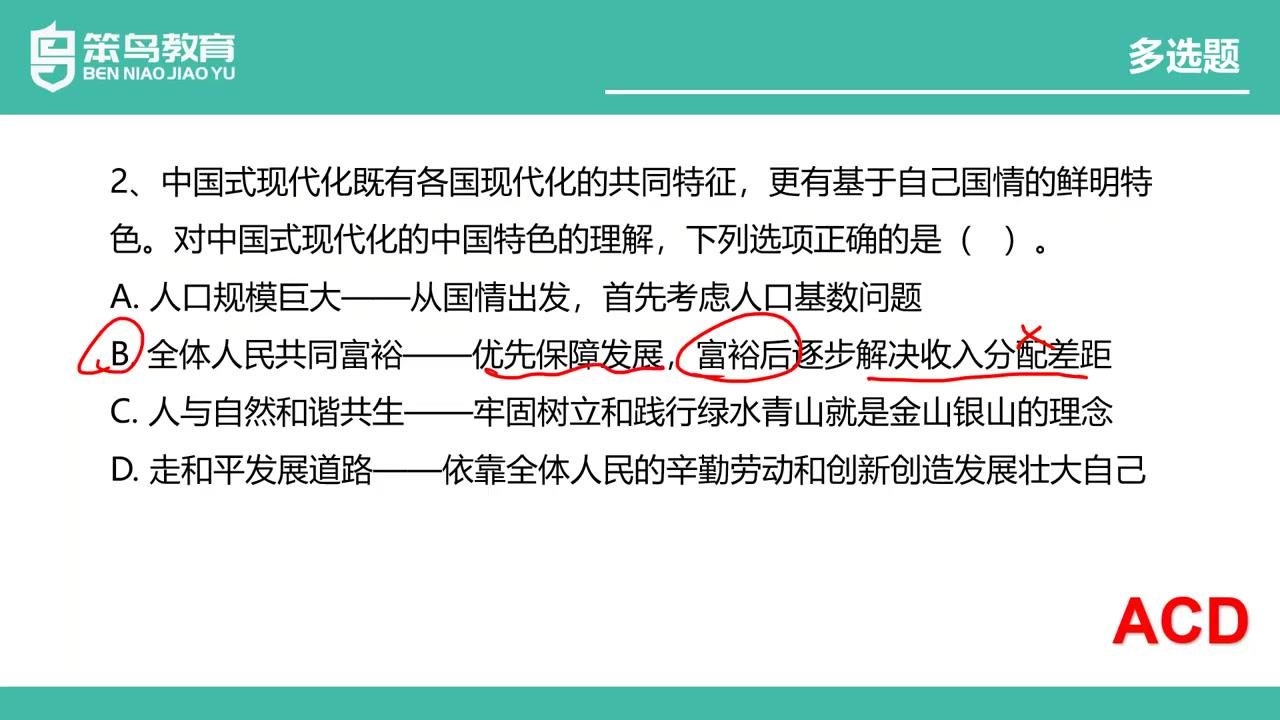 笨鸟教育
BEN NIAO JIAO YU
多选题
2、中国式现代化既有各国现代化的共同特征，更有基于自己国情的鲜明特
色。对中国式现代化的中国特色的理解，下列选项正确的是（　）。
A. 人口规模巨大——从国情出发，首先考虑人口基数问题
B 全体人民共同富裕——优先保障发展，富裕后逐步解决收入分配差距
C. 人与自然和谐共生——牢固树立和践行绿水青山就是金山银山的理念
D. 走和平发展道路——依靠全体人民的辛勤劳动和创新创造发展壮大自己
ACD